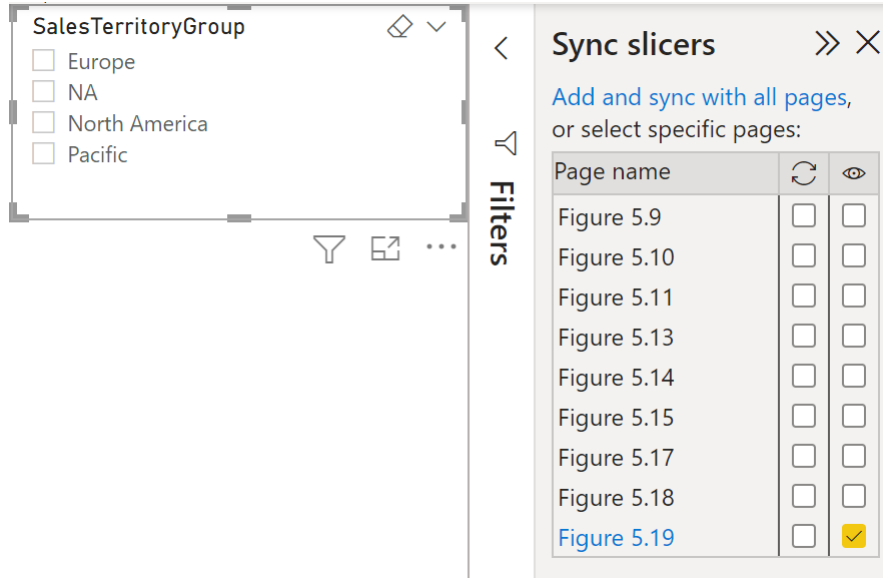 SalesTerritoryGroup
Europe
NA
North America
Pacific
Filters
Sync slicers
Add and sync with all pages,
or select specific pages:
Page name
Figure 5.9
Figure 5.10
Figure 5.11
Figure 5.13
Figure 5.14
Figure 5.15
Figure 5.17
Figure 5.18
Figure 5.19